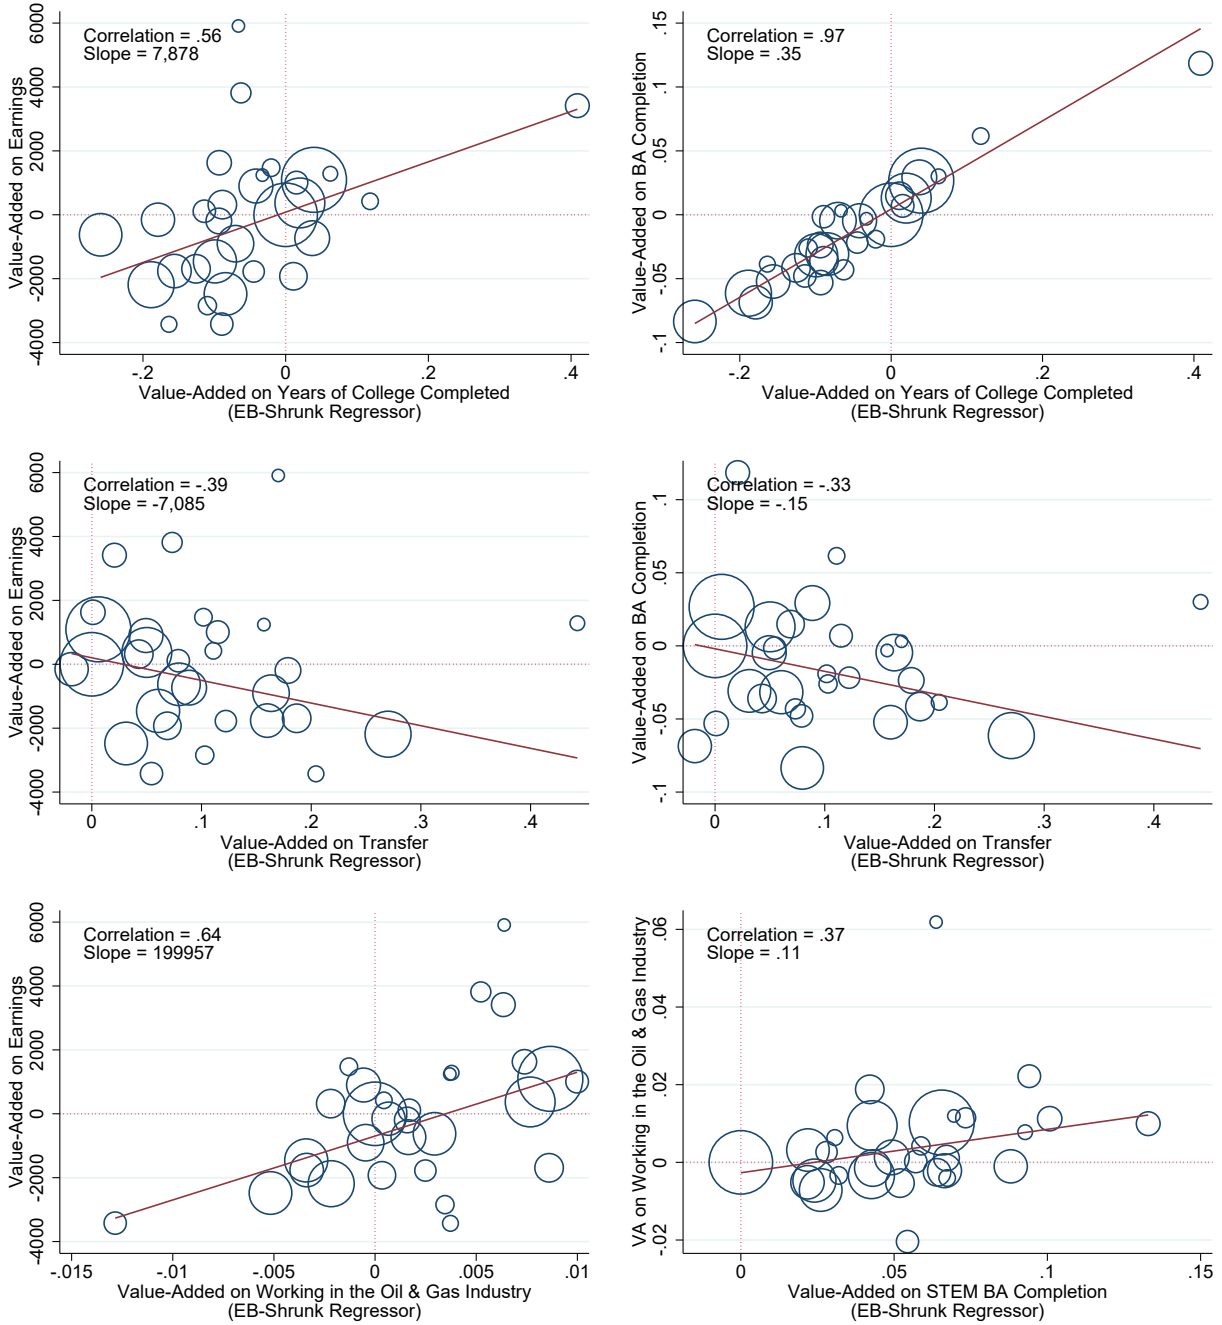 Correlation = .56
Slope = 7,878
Value-Added on Earnings
6000
4000
2000
0
-2000
-4000
-.2
0
.2
.4
Value-Added on Years of College Completed
(EB-Shrunk Regressor)
Correlation = .97
Slope = .35
Value-Added on BA Completion
.15
.1
.05
0
-.05
-.1
-.2
0
.2
.4
Value-Added on Years of College Completed
(EB-Shrunk Regressor)
Correlation = -.39
Slope = -7,085
Value-Added on Earnings
6000
4000
2000
0
-2000
-4000
0
.1
.2
.3
.4
Value-Added on Transfer
(EB-Shrunk Regressor)
Correlation = -.33
Slope = -.15
Value-Added on BA Completion
.1
.05
0
-.05
-.1
0
.1
.2
.3
.4
Value-Added on Transfer
(EB-Shrunk Regressor)
Correlation = .64
Slope = 199957
Value-Added on Earnings
6000
4000
2000
0
-2000
-4000
-.015
-.01
-.005
0
.005
.01
Value-Added on Working in the Oil & Gas Industry
(EB-Shrunk Regressor)
Correlation = .37
Slope = .11
VA on Working in the Oil & Gas Industry
.06
.04
.02
0
-.02
0
.05
.1
.15
Value-Added on STEM BA Completion
(EB-Shrunk Regressor)